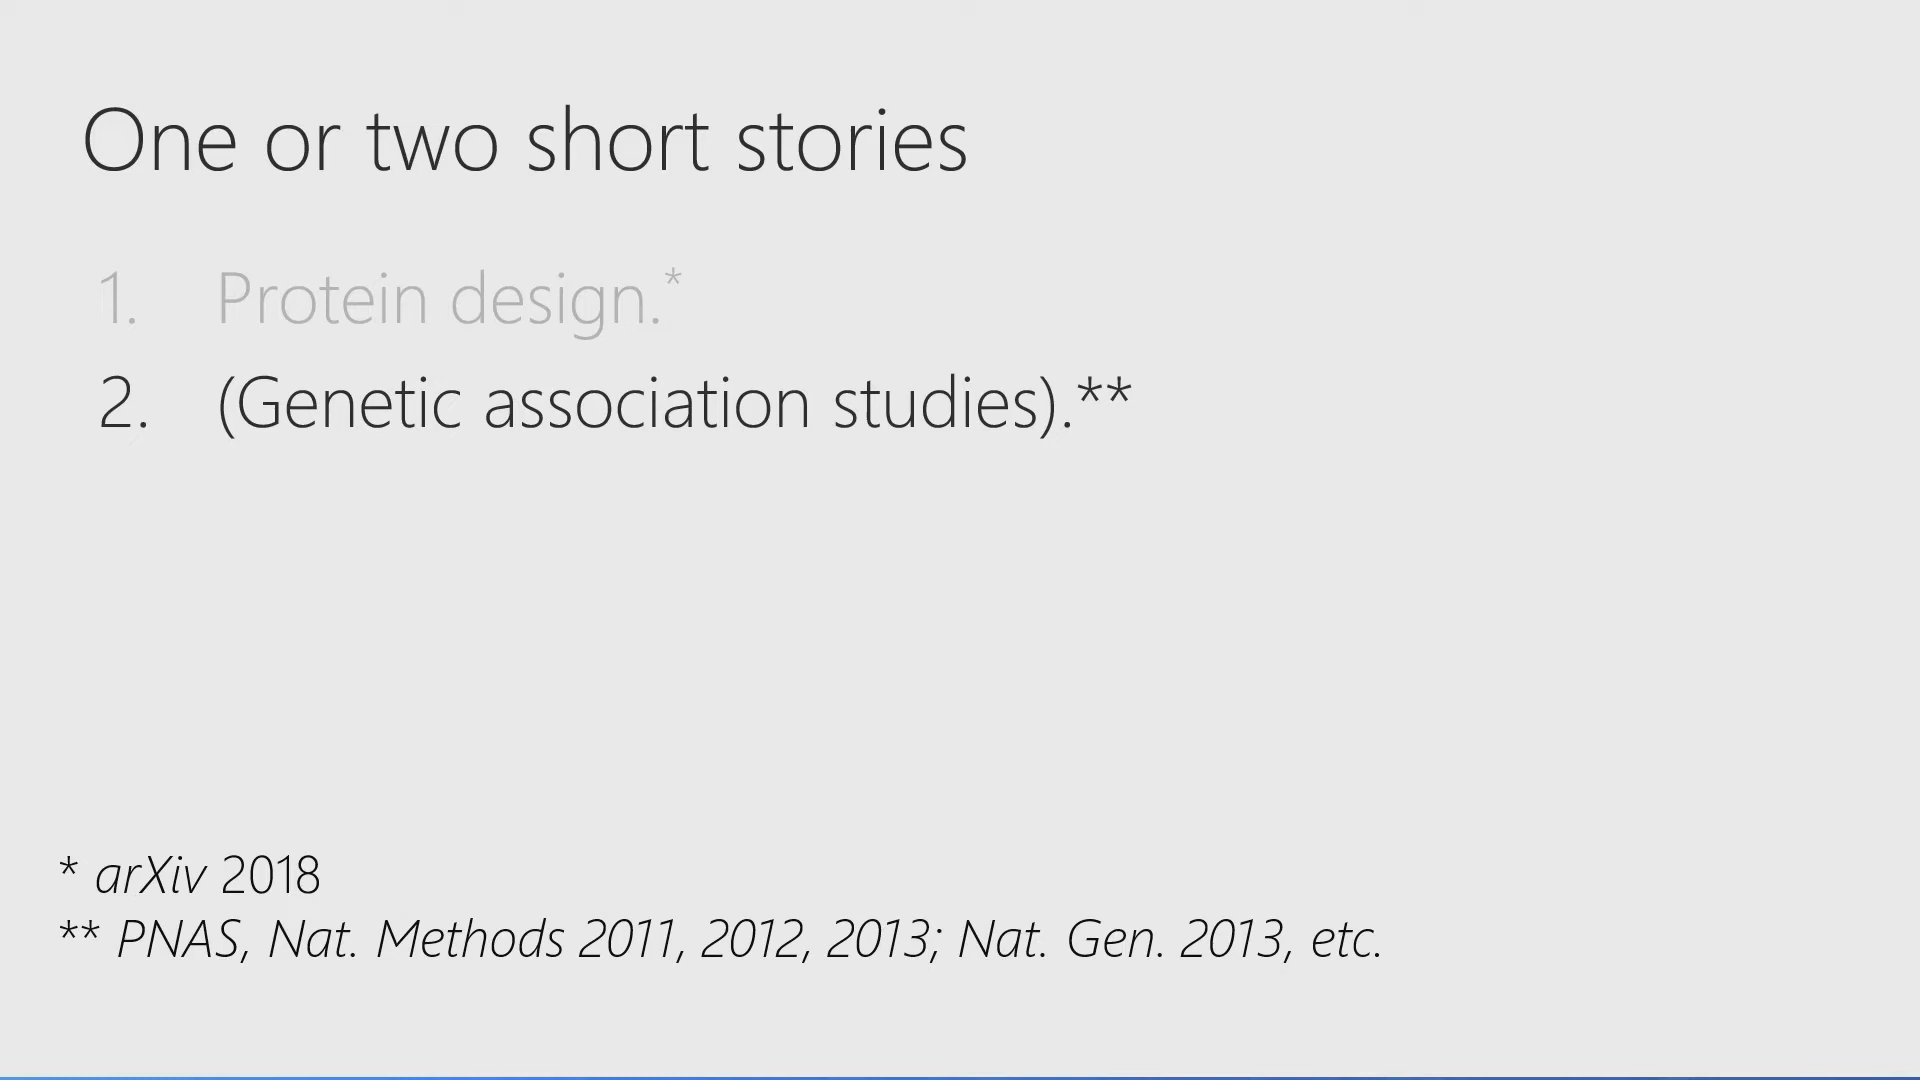 One or two short stories
1. Protein design.*
2. (Genetic association studies).**
* arXiv 2018
** PNAS, Nat. Methods 2011, 2012, 2013; Nat. Gen. 2013, etc.